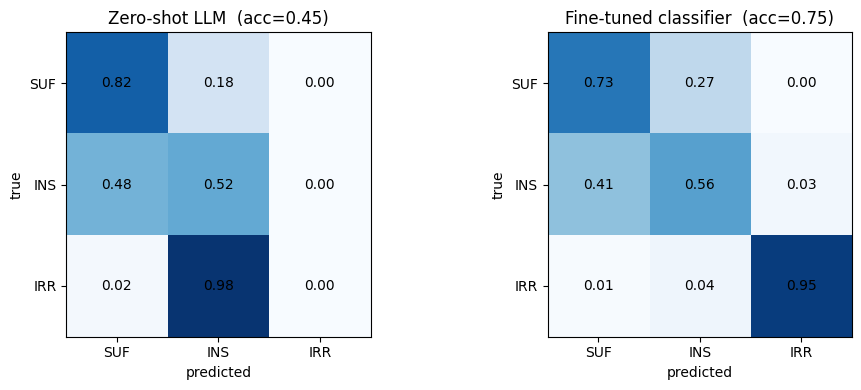 Zero-shot LLM (acc=0.45)
SUF 0.82 0.18 0.00
INS 0.48 0.52 0.00
IRR 0.02 0.98 0.00
SUF INS IRR
predicted
true
Fine-tuned classifier (acc=0.75)
SUF 0.73 0.27 0.00
INS 0.41 0.56 0.03
IRR 0.01 0.04 0.95
SUF INS IRR
predicted
true